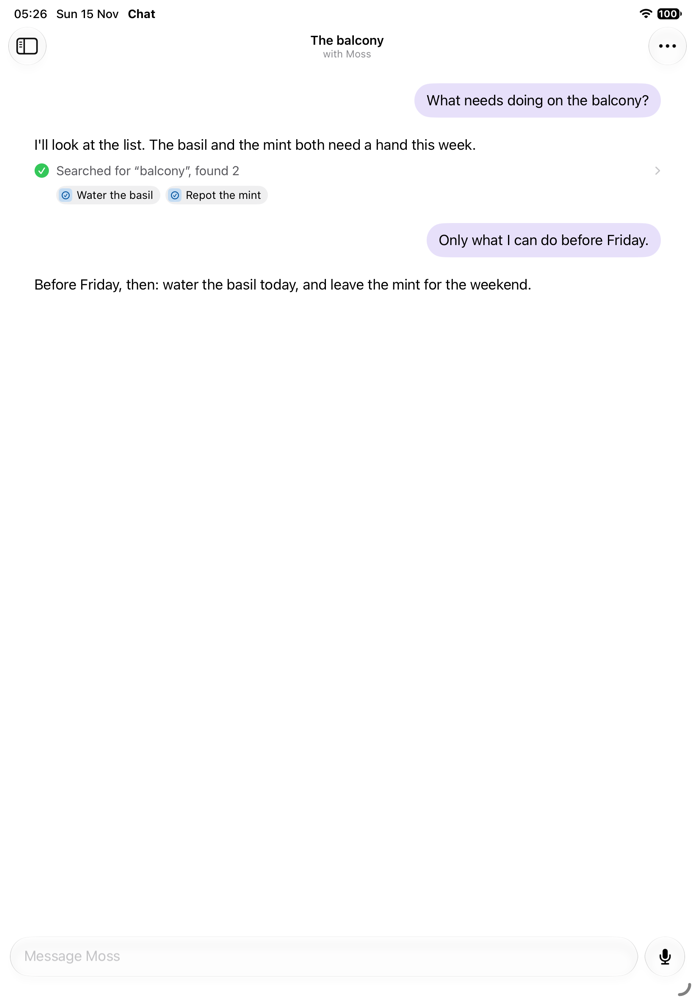 05:26 Sun 15 Nov Chat
100
The balcony
with Moss
What needs doing on the balcony?
I'll look at the list. The basil and the mint both need a hand this week.
Searched for “balcony”, found 2
Water the basil Repot the mint
Only what I can do before Friday.
Before Friday, then: water the basil today, and leave the mint for the weekend.
Message Moss